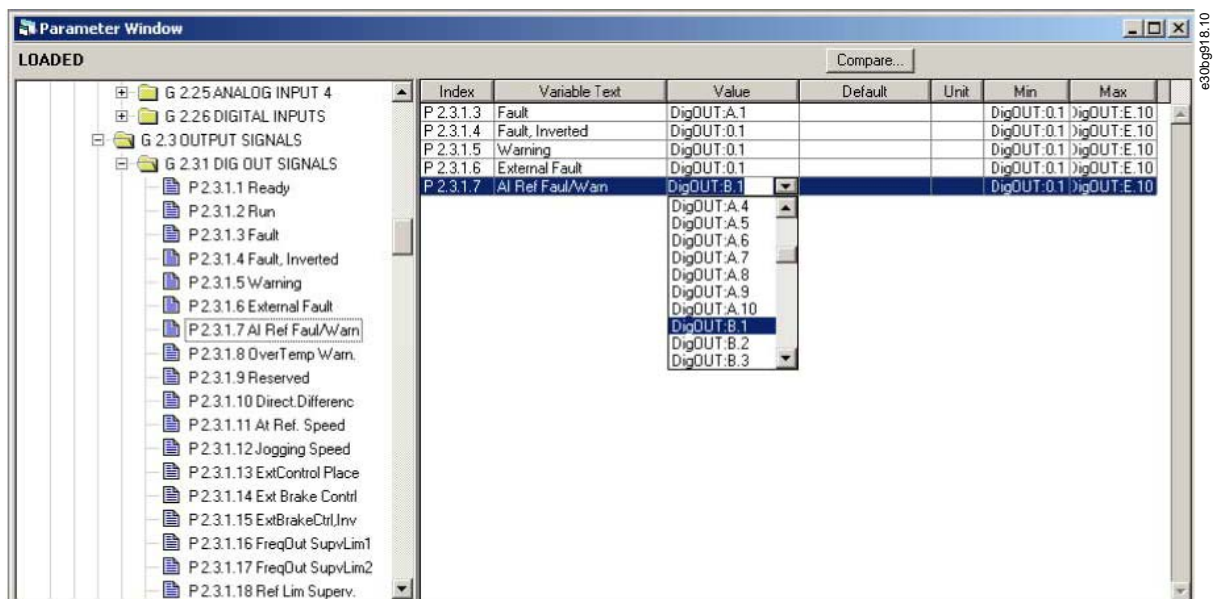 Parameter Window
LOADED
Compare...
e30bg918.10
G 2.25 ANALOG INPUT 4
G 2.26 DIGITAL INPUTS
G 2.3 OUTPUT SIGNALS
G 2.31 DIG OUT SIGNALS
P 2.3.1.1 Ready
P 2.3.1.2 Run
P 2.3.1.3 Fault
P 2.3.1.4 Fault, Inverted
P 2.3.1.5 Warning
P 2.3.1.6 External Fault
P 2.3.1.7 AI Ref Faul/Warn
P 2.3.1.8 OverTemp Warn.
P 2.3.1.9 Reserved
P 2.3.1.10 Direct.Differenc
P 2.3.1.11 At Ref. Speed
P 2.3.1.12 Jogging Speed
P 2.3.1.13 ExtControl Place
P 2.3.1.14 Ext Brake Contrl
P 2.3.1.15 ExtBrakeCtrl,Inv
P 2.3.1.16 FreqOut SupvLim1
P 2.3.1.17 FreqOut SupvLim2
P 2.3.1.18 Ref Lim Superv.
Index Variable Text Value Default Unit Min Max
P 2.3.1.3 Fault DigOUT:A.1 DigOUT:0.1 DigOUT:E.10
P 2.3.1.4 Fault, Inverted DigOUT:0.1 DigOUT:0.1 DigOUT:E.10
P 2.3.1.5 Warning DigOUT:0.1 DigOUT:0.1 DigOUT:E.10
P 2.3.1.6 External Fault DigOUT:0.1 DigOUT:0.1 DigOUT:E.10
P 2.3.1.7 AI Ref Faul/Warn DigOUT:B.1 DigOUT:0.1 DigOUT:E.10
DigOUT:A.4
DigOUT:A.5
DigOUT:A.6
DigOUT:A.7
DigOUT:A.8
DigOUT:A.9
DigOUT:A.10
DigOUT:B.1
DigOUT:B.2
DigOUT:B.3